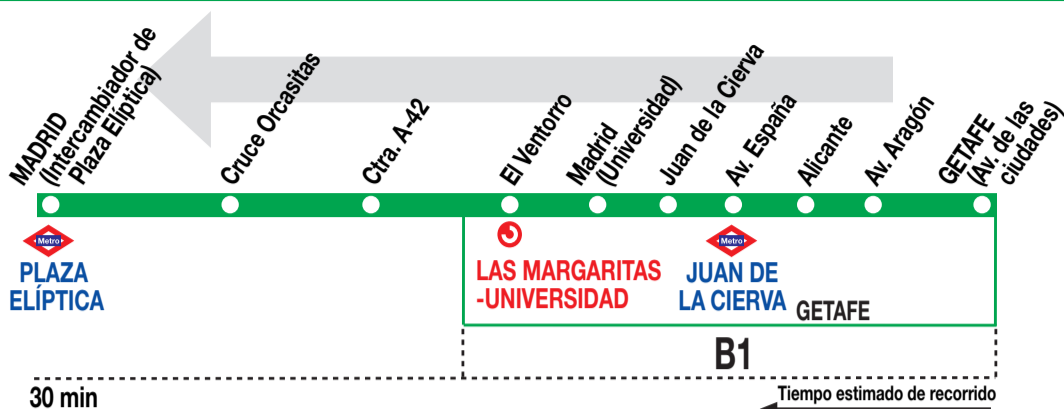 MADRID
(Intercambiador de
Plaza Elíptica)
Cruce Orcasitas
Ctra. A-42
El Ventorro
Madrid
(Universidad)
Juan de la Cierva
Av. España
Alicante
Av. Aragón
GETAFE
(Av. de las
ciudades)
Metro
PLAZA
ELÍPTICA
LAS MARGARITAS
-UNIVERSIDAD
Metro
JUAN DE
LA CIERVA
GETAFE
B1
30 min
Tiempo estimado de recorrido